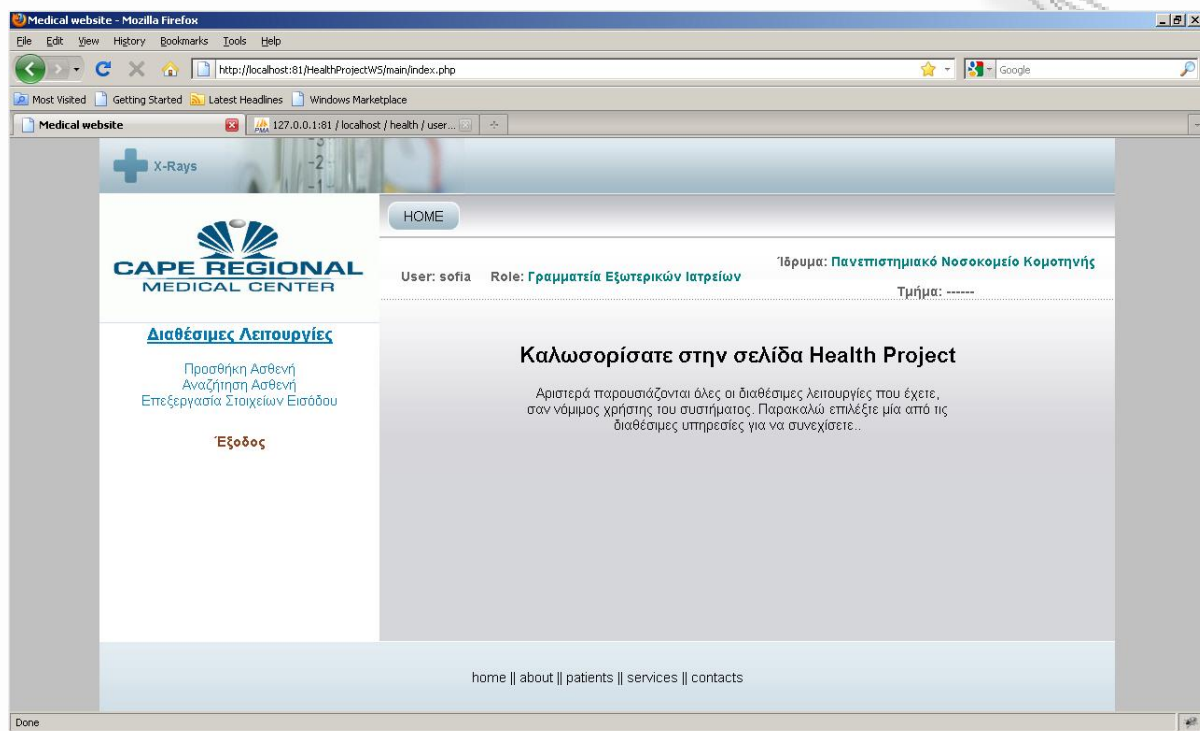 Medical website - Mozilla Firefox
File Edit View History Bookmarks Tools Help
http://localhost:81/HealthProjectWS/main/index.php
Google
Most Visited Getting Started Latest Headlines Windows Marketplace
Medical website 127.0.0.1:81 / localhost / health / user...
X-Rays
-3
-2
-1
HOME
CAPE REGIONAL
MEDICAL CENTER
User: sofia Role: Γραμματεία Εξωτερικών Ιατρείων
Ίδρυμα: Πανεπιστημιακό Νοσοκομείο Κομοτηνής
Τμήμα: ------
Διαθέσιμες Λειτουργίες
Προσθήκη Ασθενή
Αναζήτηση Ασθενή
Επεξεργασία Στοιχείων Εισόδου
Έξοδος
Καλωσορίσατε στην σελίδα Health Project
Αριστερά παρουσιάζονται όλες οι διαθέσιμες λειτουργίες που έχετε,
σαν νόμιμος χρήστης του συστήματος. Παρακαλώ επιλέξτε μία από τις
διαθέσιμες υπηρεσίες για να συνεχίσετε..
home || about || patients || services || contacts
Done